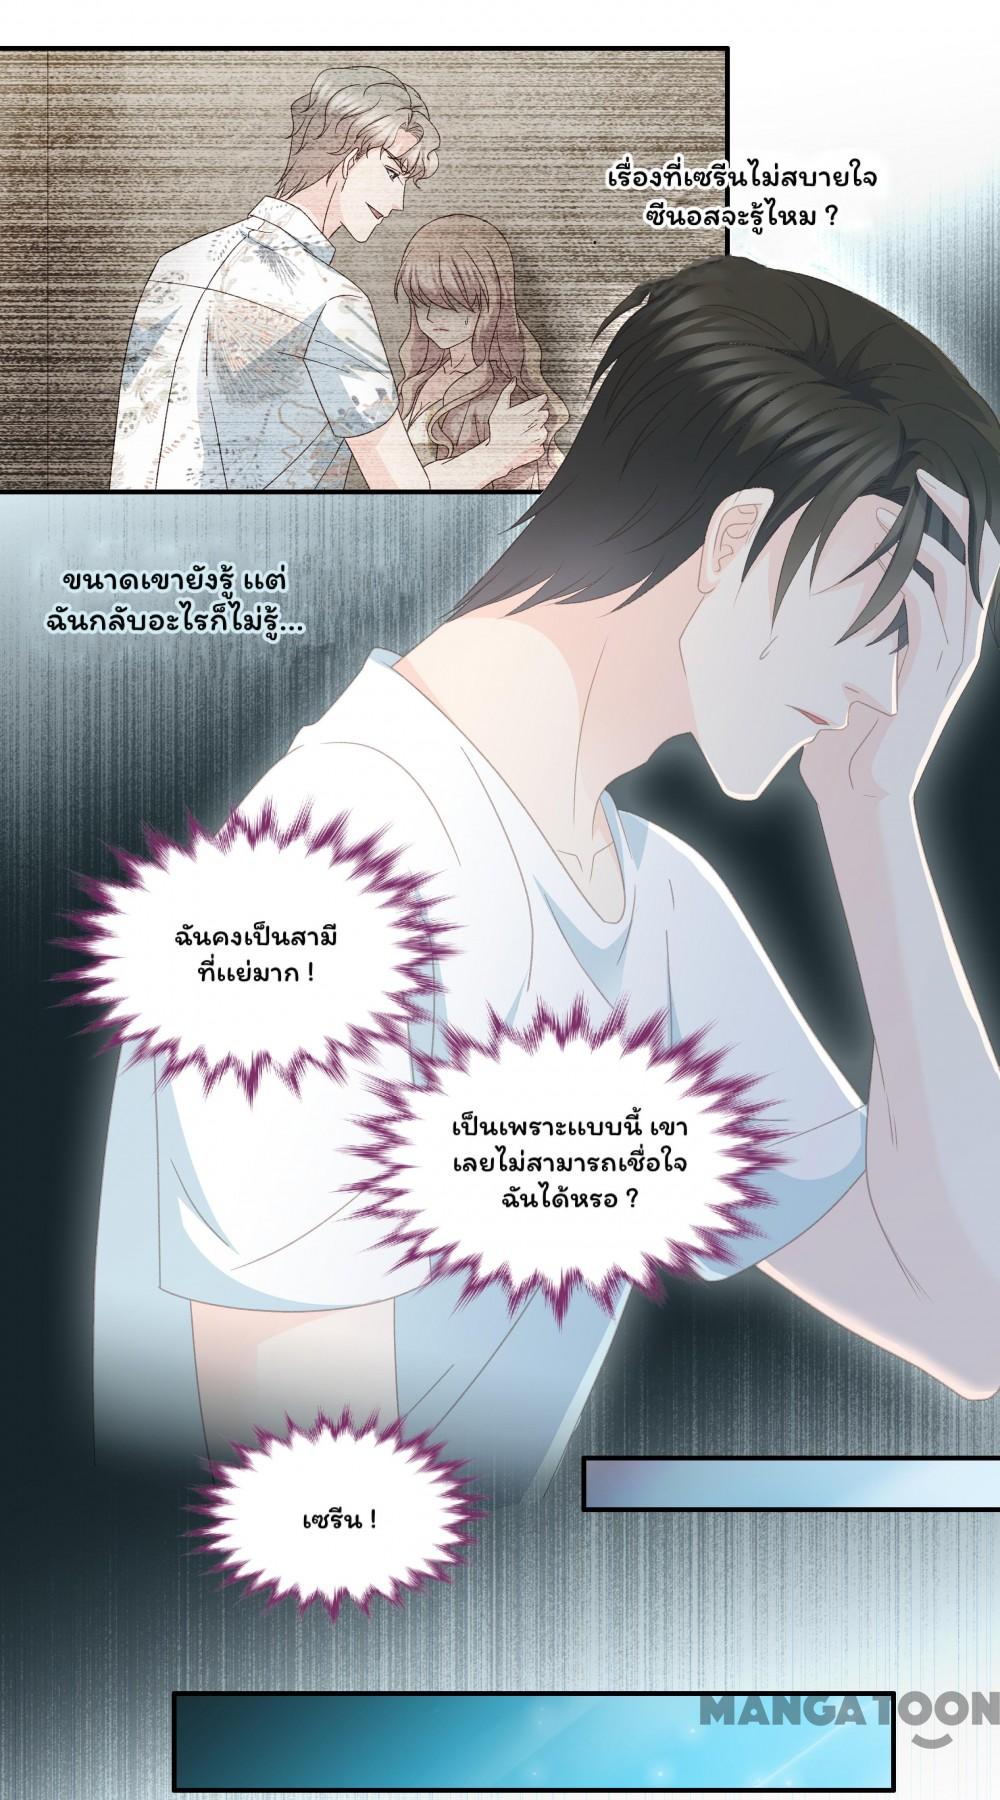 เรื่องที่เซรีนไม่สบายใจ
ซีนอสจะรู้ไหม ?
ขนาดเขายังรู้ แต่
ฉันกลับอะไรก็ไม่รู้...
ฉันคงเป็นสามี
ที่แย่มาก !
เป็นเพราะแบบนี้ เขา
เลยไม่สามารถเชื่อใจ
ฉันได้หรอ ?
เซรีน !
MANGATOON